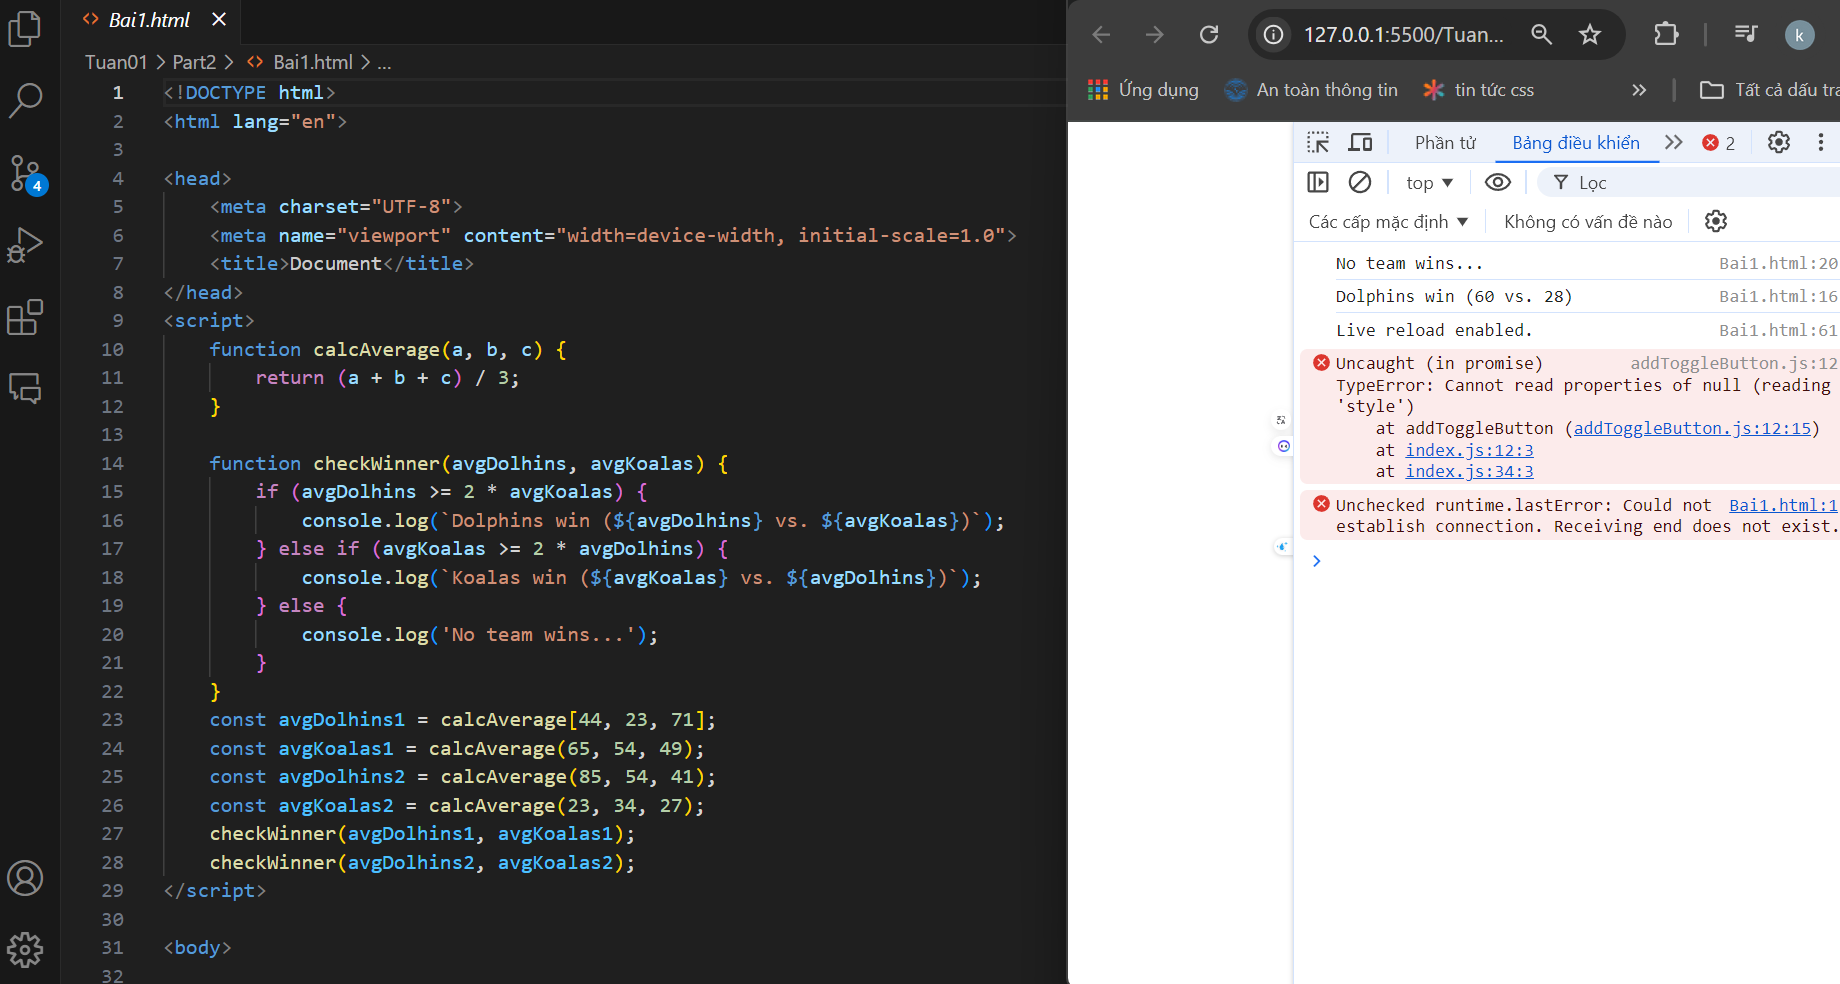 Bai1.html
Tuan01 > Part2 > Bai1.html > ...
1 <!DOCTYPE html>
2 <html lang="en">
3
4 <head>
5 <meta charset="UTF-8">
6 <meta name="viewport" content="width=device-width, initial-scale=1.0">
7 <title>Document</title>
8 </head>
9 <script>
10 function calcAverage(a, b, c) {
11 return (a + b + c) / 3;
12 }
13
14 function checkWinner(avgDolhins, avgKoalas) {
15 if (avgDolhins >= 2 * avgKoalas) {
16 console.log(`Dolphins win (${avgDolhins} vs. ${avgKoalas})`);
17 } else if (avgKoalas >= 2 * avgDolhins) {
18 console.log(`Koalas win (${avgKoalas} vs. ${avgDolhins})`);
19 } else {
20 console.log('No team wins...');
21 }
22 }
23 const avgDolhins1 = calcAverage[44, 23, 71];
24 const avgKoalas1 = calcAverage(65, 54, 49);
25 const avgDolhins2 = calcAverage(85, 54, 41);
26 const avgKoalas2 = calcAverage(23, 34, 27);
27 checkWinner(avgDolhins1, avgKoalas1);
28 checkWinner(avgDolhins2, avgKoalas2);
29 </script>
30
31 <body>
32
4
127.0.0.1:5500/Tuan...
k
Ứng dụng An toàn thông tin tin tức css » Tất cả dấu tra
Phần tử Bảng điều khiển 2
top Lọc
Các cấp mặc định Không có vấn đề nào
No team wins... Bai1.html:20
Dolphins win (60 vs. 28) Bai1.html:16
Live reload enabled. Bai1.html:61
Uncaught (in promise) addToggleButton.js:12
TypeError: Cannot read properties of null (reading
'style')
at addToggleButton (addToggleButton.js:12:15)
at index.js:12:3
at index.js:34:3
Unchecked runtime.lastError: Could not Bai1.html:1
establish connection. Receiving end does not exist.